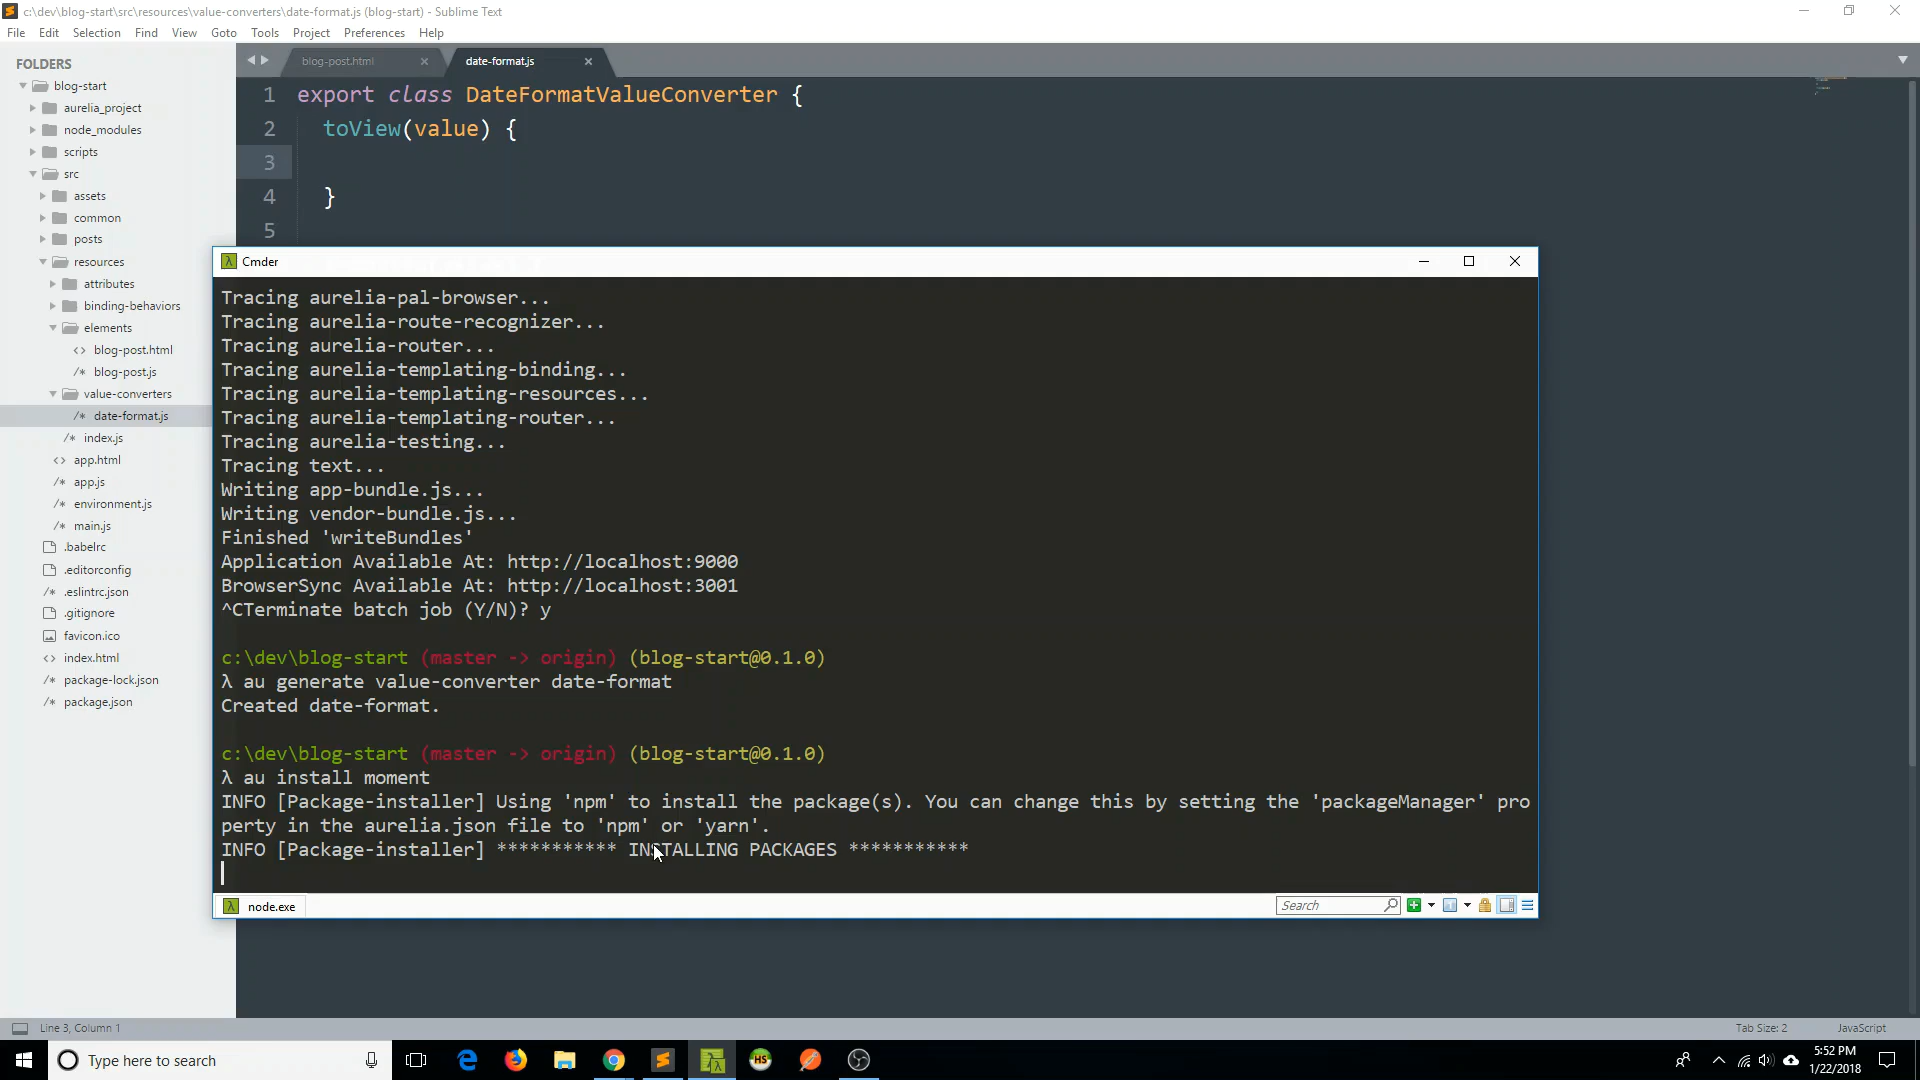 c:\dev\blog-start\src\resources\value-converters\date-format.js (blog-start) - Sublime Text
File Edit Selection Find View Goto Tools Project Preferences Help
FOLDERS
blog-start
aurelia_project
node_modules
scripts
src
assets
common
posts
resources
attributes
binding-behaviors
elements
<> blog-post.html
/* blog-post.js
value-converters
/* date-format.js
/* index.js
<> app.html
/* app.js
/* environment.js
/* main.js
.babelrc
.editorconfig
/* .eslintrc.json
.gitignore
favicon.ico
<> index.html
/* package-lock.json
/* package.json
blog-post.html
date-format.js
1 export class DateFormatValueConverter {
2 toView(value) {
3
4 }
5
Cmder
Tracing aurelia-pal-browser...
Tracing aurelia-route-recognizer...
Tracing aurelia-router...
Tracing aurelia-templating-binding...
Tracing aurelia-templating-resources...
Tracing aurelia-templating-router...
Tracing aurelia-testing...
Tracing text...
Writing app-bundle.js...
Writing vendor-bundle.js...
Finished 'writeBundles'
Application Available At: http://localhost:9000
BrowserSync Available At: http://localhost:3001
^CTerminate batch job (Y/N)? y
c:\dev\blog-start (master -> origin) (blog-start@0.1.0)
λ au generate value-converter date-format
Created date-format.
c:\dev\blog-start (master -> origin) (blog-start@0.1.0)
λ au install moment
INFO [Package-installer] Using 'npm' to install the package(s). You can change this by setting the 'packageManager' pro
perty in the aurelia.json file to 'npm' or 'yarn'.
INFO [Package-installer] *********** INSTALLING PACKAGES ***********
node.exe
Search
Line 3, Column 1
Tab Size: 2
JavaScript
Type here to search
HS
5:52 PM
1/22/2018